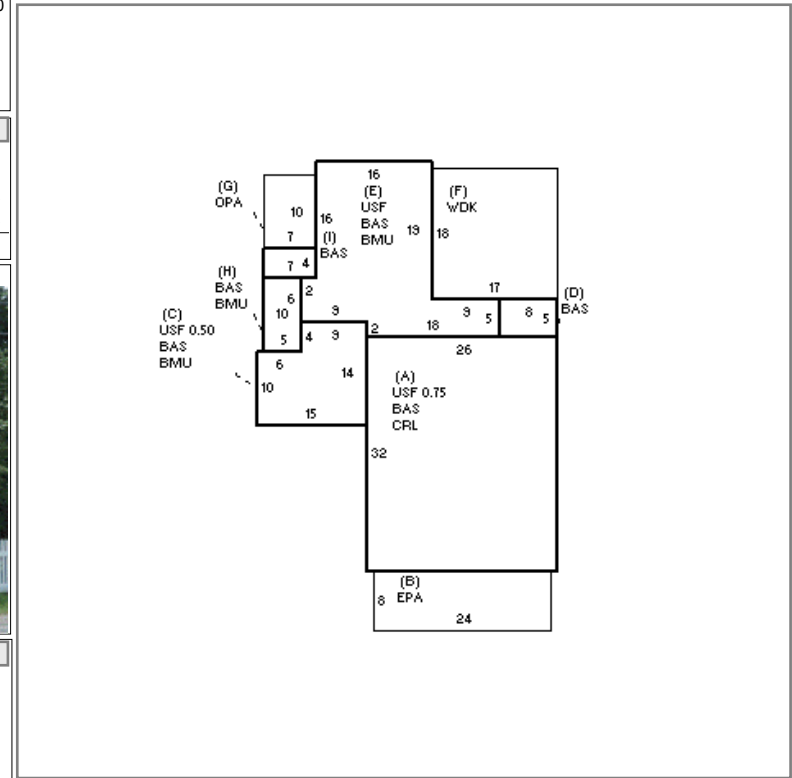 16
(G)
OPA
(E)
USF
BAS
BMU
(F)
WDK
10
16
19
18
7
(I)
BAS
7 4
(H)
BAS
BMU
6
2
10
5
17
(D)
BAS
9
9
5
8
5
(C)
USF 0.50
BAS
BMU
4
9
2
18
26
6
14
10
15
(A)
USF 0.75
BAS
CRL
32
(B)
EPA
8
24